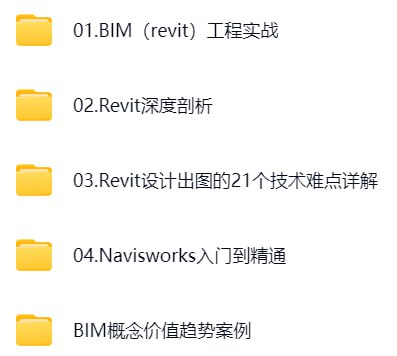 01.BIM（revit）工程实战
02.Revit深度剖析
03.Revit设计出图的21个技术难点详解
04.Navisworks入门到精通
BIM概念价值趋势案例